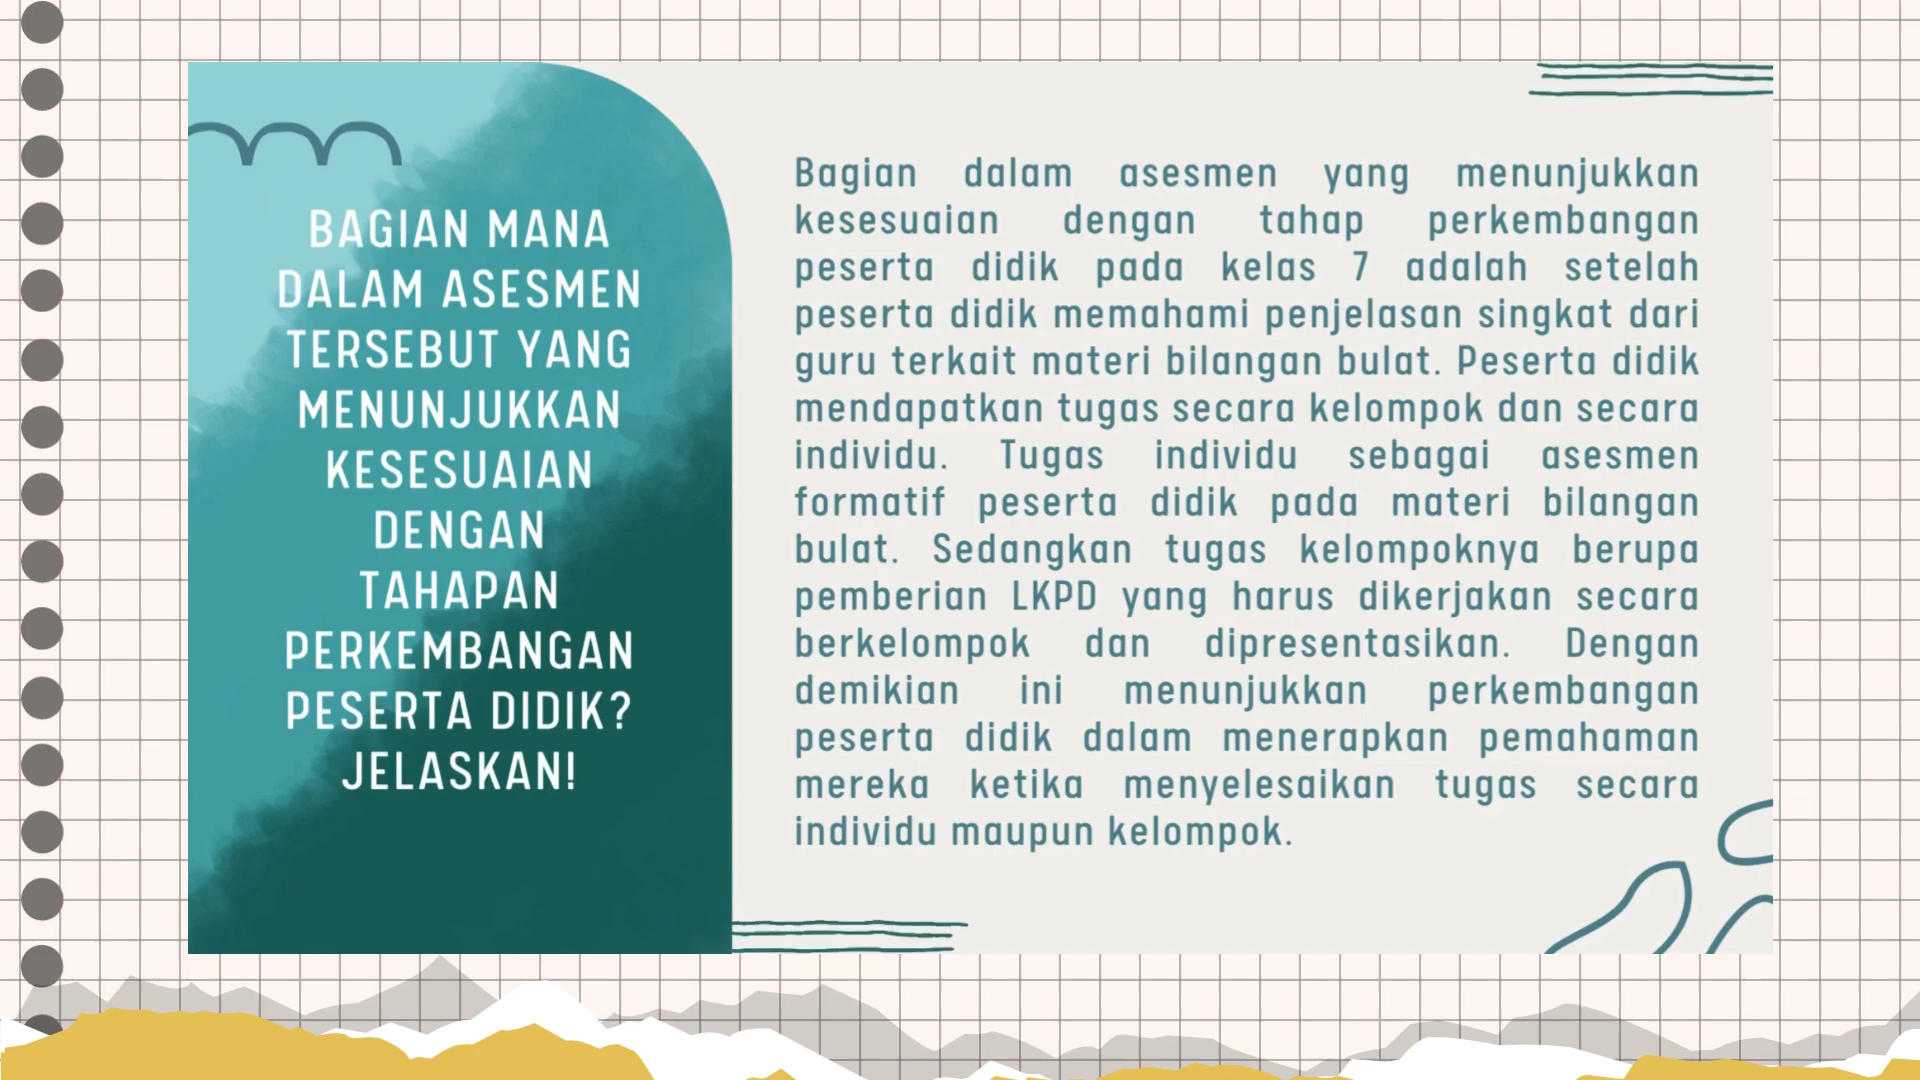 BAGIAN MANA
DALAM ASESMEN
TERSEBUT YANG
MENUNJUKKAN
KESESUAIAN
DENGAN
TAHAPAN
PERKEMBANGAN
PESERTA DIDIK?
JELASKAN!
Bagian dalam asesmen yang menunjukkan
kesesuaian dengan tahap perkembangan
peserta didik pada kelas 7 adalah setelah
peserta didik memahami penjelasan singkat dari
guru terkait materi bilangan bulat. Peserta didik
mendapatkan tugas secara kelompok dan secara
individu. Tugas individu sebagai asesmen
formatif peserta didik pada materi bilangan
bulat. Sedangkan tugas kelompoknya berupa
pemberian LKPD yang harus dikerjakan secara
berkelompok dan dipresentasikan. Dengan
demikian ini menunjukkan perkembangan
peserta didik dalam menerapkan pemahaman
mereka ketika menyelesaikan tugas secara
individu maupun kelompok.